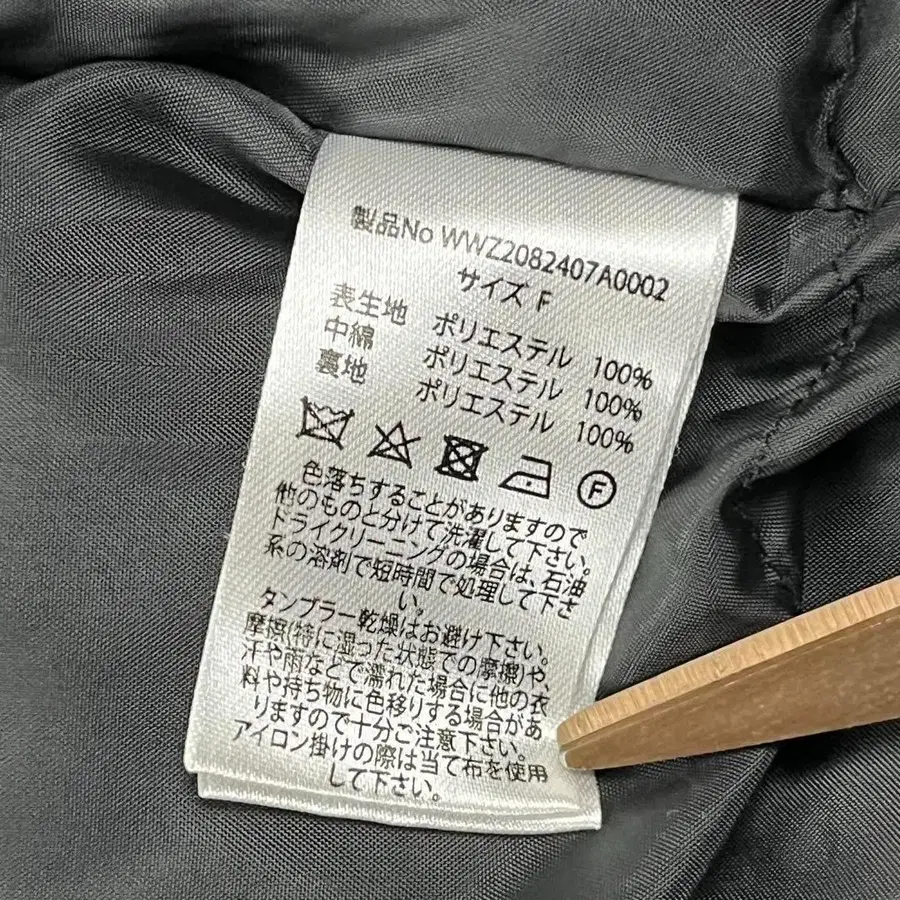 製品No WWZ2082407A0002
サイズ F
表生地 ポリエステル 100%
中綿 ポリエステル 100%
裏地 ポリエステル 100%
F
色落ちすることがありますので
他のものと分けて洗濯して下さい。
ドライクリーニングの場合は、石油
系の溶剤で短時間で処理して下さ
い。
タンブラー乾燥はお避け下さい。
摩擦(特に湿った状態での摩擦)や、
汗や雨などで濡れた場合に他の衣
料や持ち物に色移りする場合があ
りますので十分ご注意下さい。
アイロン掛けの際は当て布を使用
して下さい。